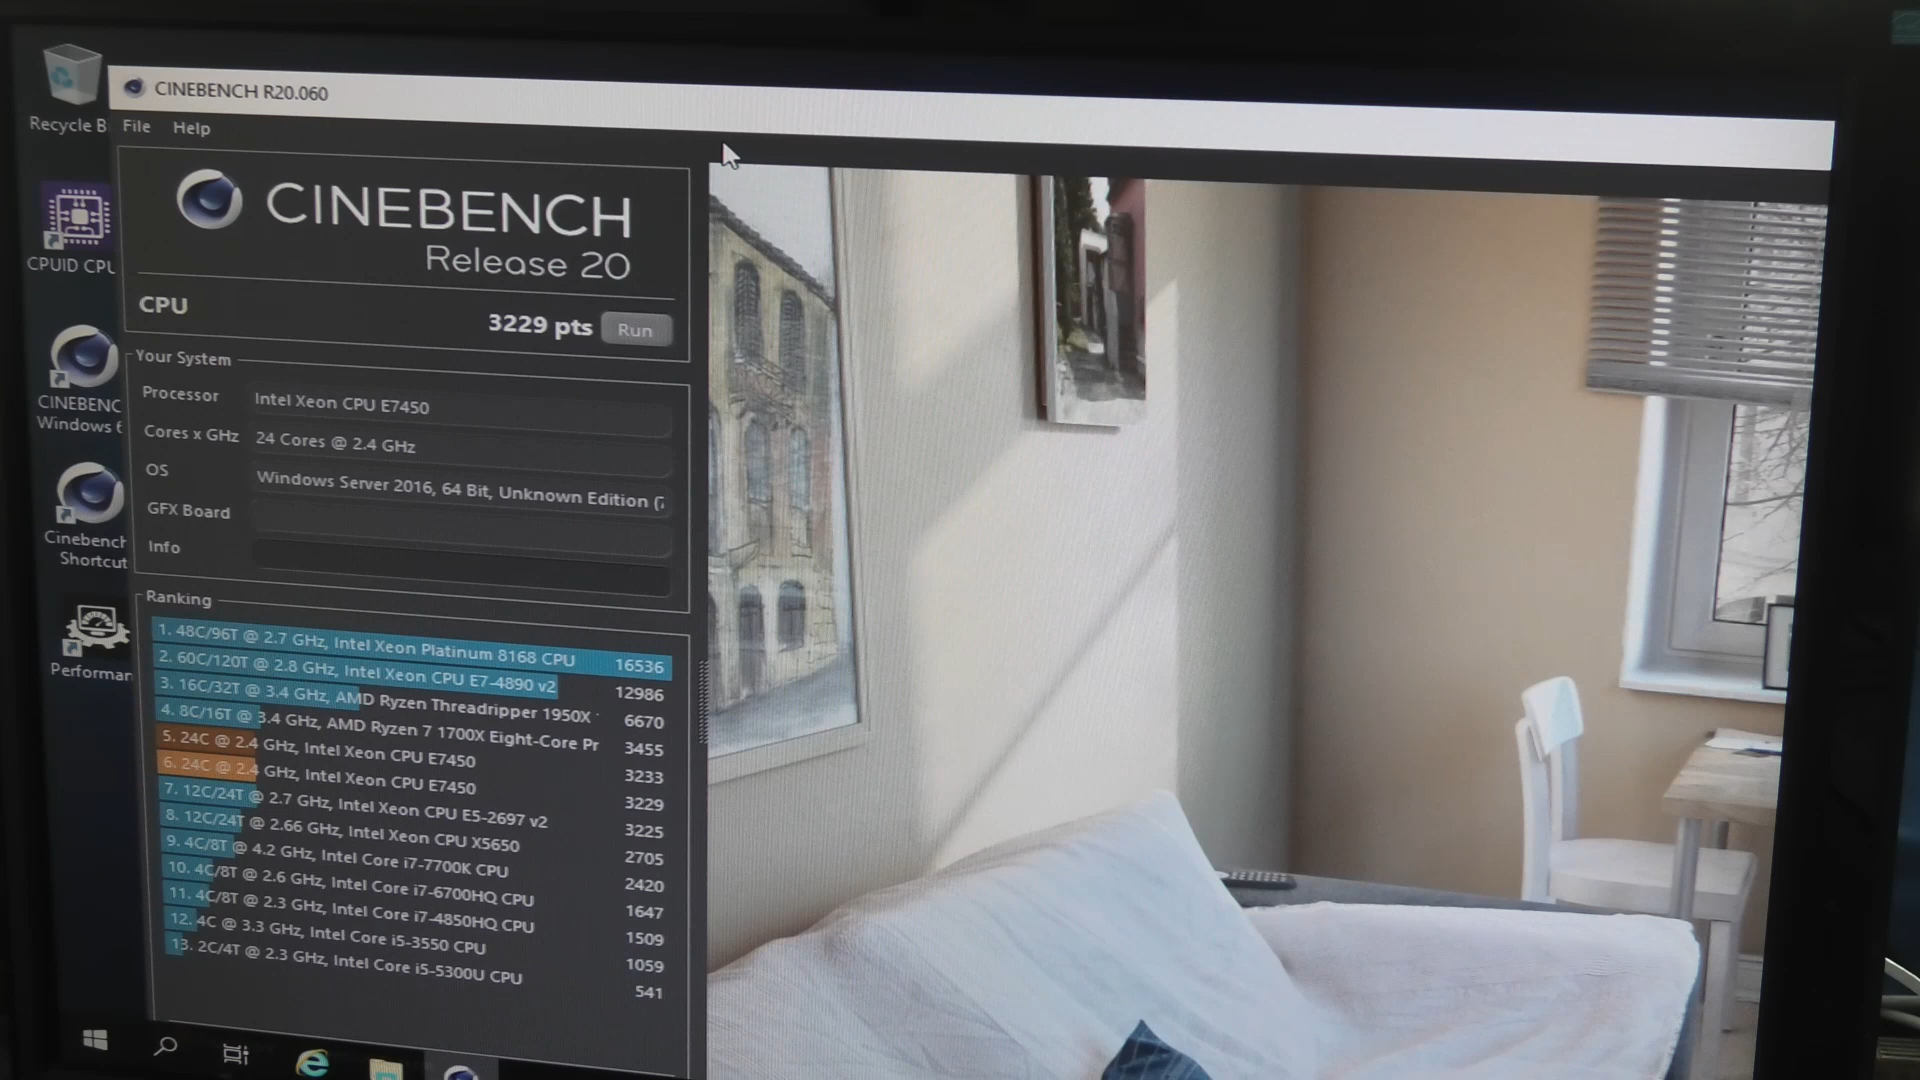 Recycle B
CPUID CPU
CINEBENC
Windows 6
Cinebench
Shortcut
Performan
CINEBENCH R20.060
File Help
CINEBENCH
Release 20
CPU
3229 pts Run
Your System
Processor Intel Xeon CPU E7450
Cores x GHz 24 Cores @ 2.4 GHz
OS Windows Server 2016, 64 Bit, Unknown Edition (
GFX Board
Info
Ranking
1. 48C/96T @ 2.7 GHz, Intel Xeon Platinum 8168 CPU 16536
2. 60C/120T @ 2.8 GHz, Intel Xeon CPU E7-4890 v2 12986
3. 16C/32T @ 3.4 GHz, AMD Ryzen Threadripper 1950X 6670
4. 8C/16T @ 3.4 GHz, AMD Ryzen 7 1700X Eight-Core Pr 3455
5. 24C @ 2.4 GHz, Intel Xeon CPU E7450 3233
6. 24C @ 2.4 GHz, Intel Xeon CPU E7450 3229
7. 12C/24T @ 2.7 GHz, Intel Xeon CPU E5-2697 v2 3225
8. 12C/24T @ 2.66 GHz, Intel Xeon CPU X5650 2705
9. 4C/8T @ 4.2 GHz, Intel Core i7-7700K CPU 2420
10. 4C/8T @ 2.6 GHz, Intel Core i7-6700HQ CPU 1647
11. 4C/8T @ 2.3 GHz, Intel Core i7-4850HQ CPU 1509
12. 4C @ 3.3 GHz, Intel Core i5-3550 CPU 1059
13. 2C/4T @ 2.3 GHz, Intel Core i5-5300U CPU 541